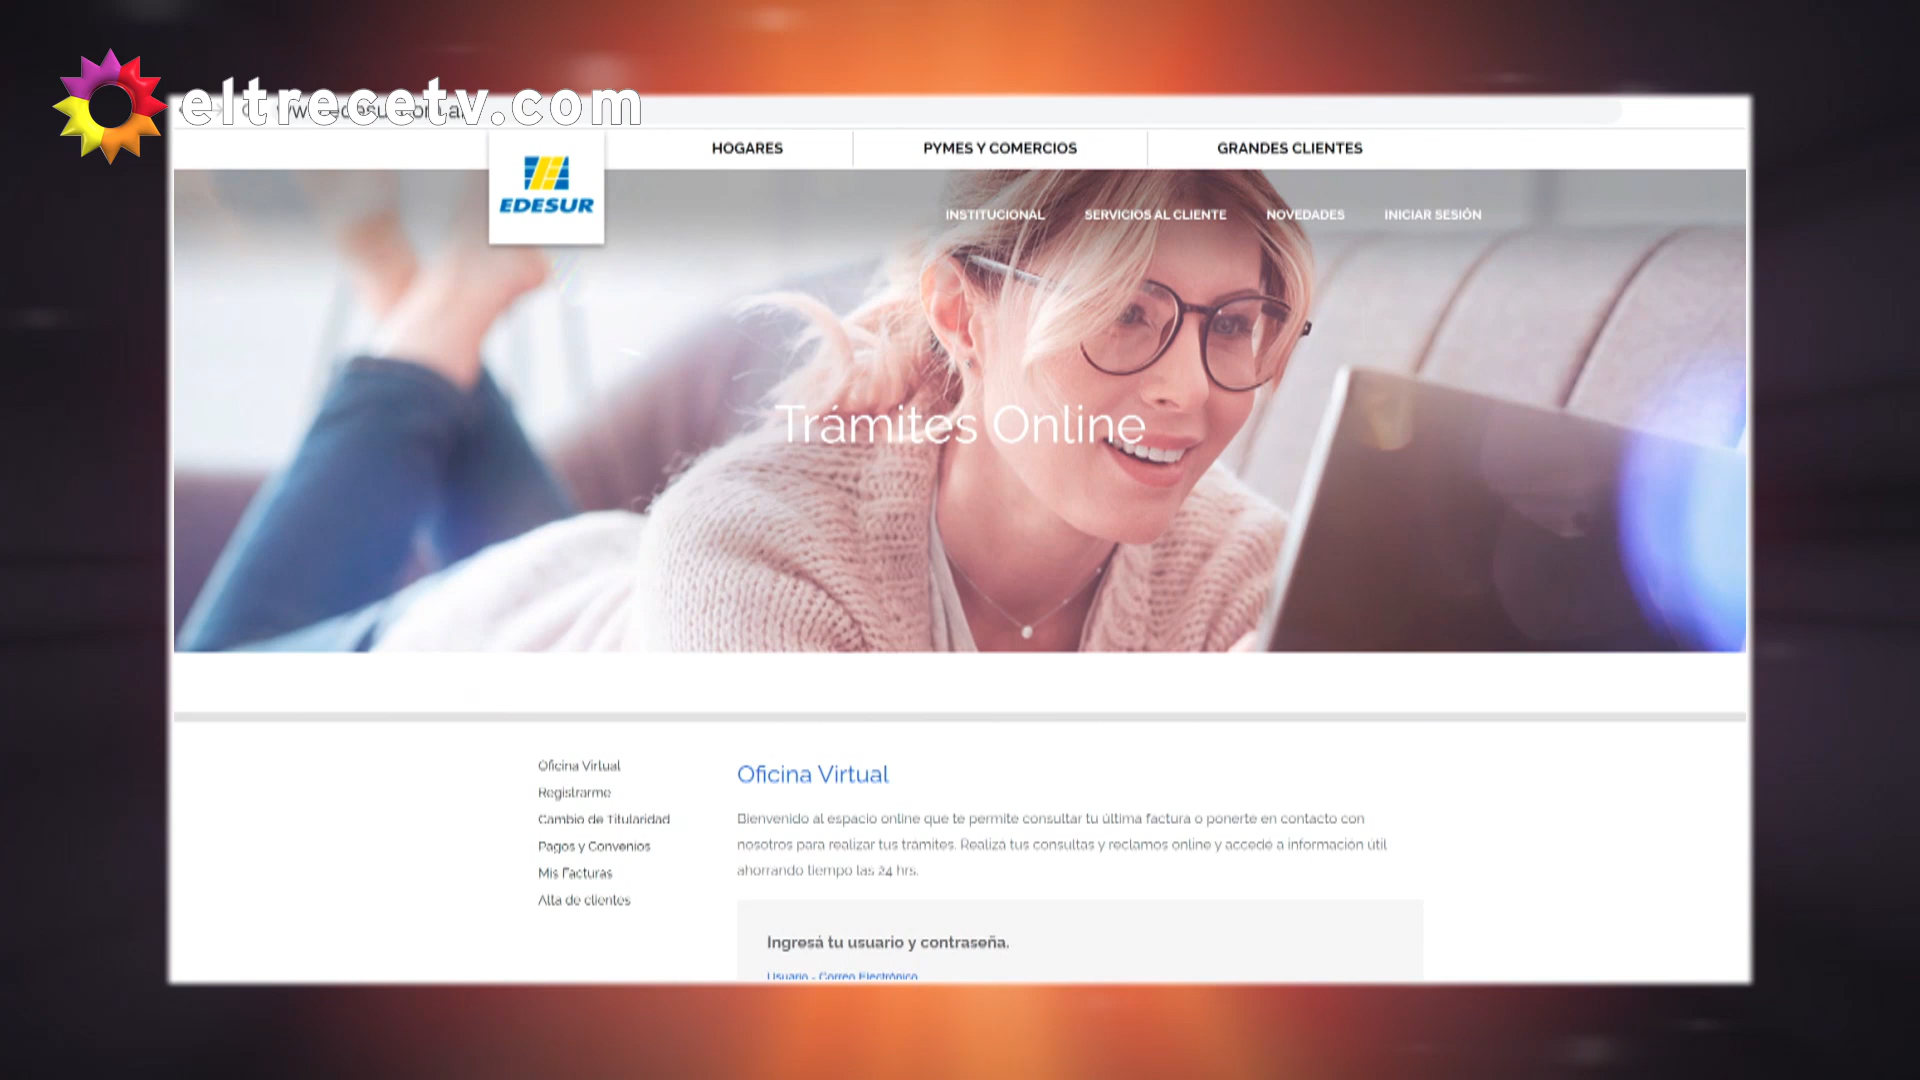 eltrecetv.com
HOGARES
PYMES Y COMERCIOS
GRANDES CLIENTES
EDESUR
INSTITUCIONAL
SERVICIOS AL CLIENTE
NOVEDADES
INICIAR SESIÓN
Trámites Online
Oficina Virtual
Registrarme
Cambio de Titularidad
Pagos y Convenios
Mis Facturas
Alta de clientes
Oficina Virtual
Bienvenido al espacio online que te permite consultar tu última factura o ponerte en contacto con
nosotros para realizar tus trámites. Realizá tus consultas y reclamos online y accedé a información útil
ahorrando tiempo las 24 hrs.
Ingresá tu usuario y contraseña.
Usuario - Correo Electrónico